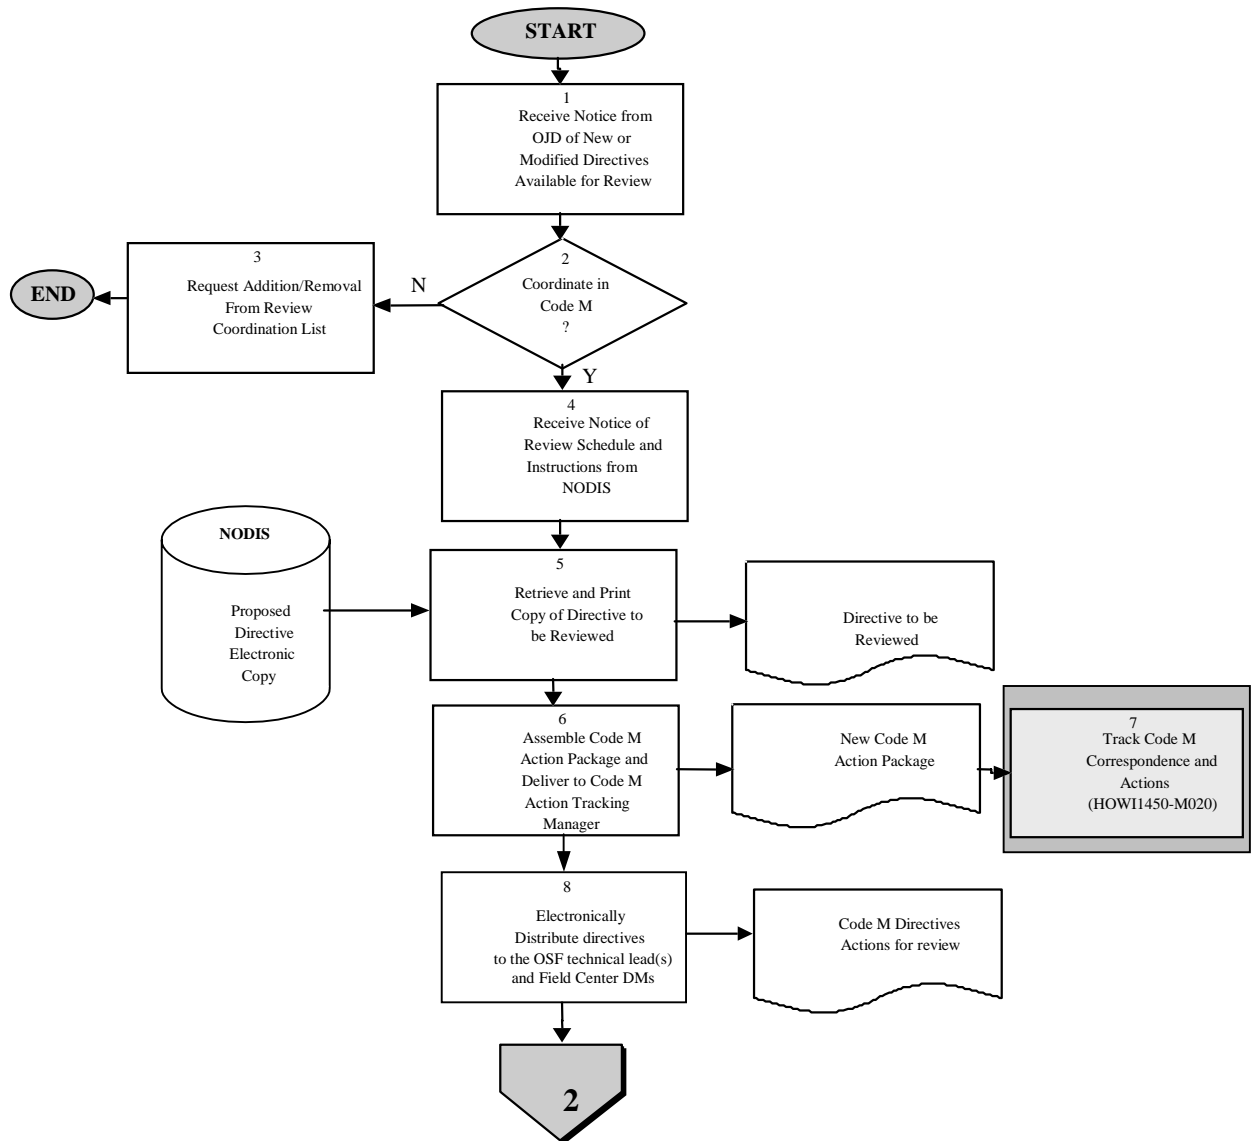 START
1
Receive Notice from
OJD of New or
Modified Directives
Available for Review
2
Coordinate in
Code M
?
N
3
Request Addition/Removal
From Review
Coordination List
END
Y
4
Receive Notice of
Review Schedule and
Instructions from
NODIS
NODIS
Proposed
Directive
Electronic
Copy
5
Retrieve and Print
Copy of Directive to
be Reviewed
Directive to be
Reviewed
6
Assemble Code M
Action Package and
Deliver to Code M
Action Tracking
Manager
New Code M
Action Package
7
Track Code M
Correspondence and
Actions
(HOWI1450-M020)
8
Electronically
Distribute directives
to the OSF technical lead(s)
and Field Center DMs
Code M Directives
Actions for review
2